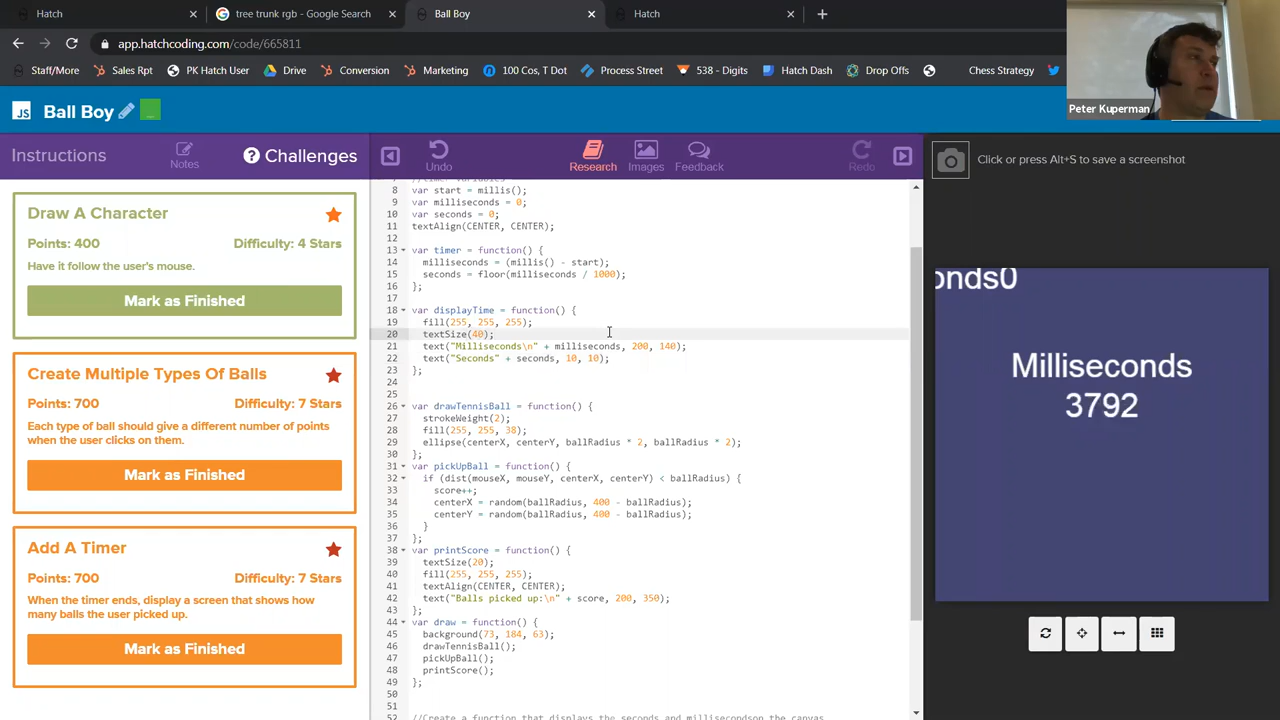 Hatch
tree trunk rgb - Google Search
Ball Boy
Hatch
app.hatchcoding.com/code/665811
Staff/More
Sales Rpt
PK Hatch User
Drive
Conversion
Marketing
100 Cos, T Dot
Process Street
538 - Digits
Hatch Dash
Drop Offs
Chess Strategy
Peter Kuperman
JS
Ball Boy
Instructions
Notes
? Challenges
Undo
Research
Images
Feedback
Redo
Click or press Alt+S to save a screenshot
Draw A Character
Points: 400
Difficulty: 4 Stars
Have it follow the user's mouse.
Mark as Finished
Create Multiple Types Of Balls
Points: 700
Difficulty: 7 Stars
Each type of ball should give a different number of points
when the user clicks on them.
Mark as Finished
Add A Timer
Points: 700
Difficulty: 7 Stars
When the timer ends, display a screen that shows how
many balls the user picked up.
Mark as Finished
8 var start = millis();
9 var milliseconds = 0;
10 var seconds = 0;
11 textAlign(CENTER, CENTER);
12
13 var timer = function() {
14 milliseconds = (millis() - start);
15 seconds = floor(milliseconds / 1000);
16 };
17
18 var displayTime = function() {
19 fill(255, 255, 255);
20 textSize(40);
21 text("Milliseconds\n" + milliseconds, 200, 140);
22 text("Seconds" + seconds, 10, 10);
23 };
24
25
26 var drawTennisBall = function() {
27 strokeWeight(2);
28 fill(255, 255, 38);
29 ellipse(centerX, centerY, ballRadius * 2, ballRadius * 2);
30 };
31 var pickUpBall = function() {
32 if (dist(mouseX, mouseY, centerX, centerY) < ballRadius) {
33 score++;
34 centerX = random(ballRadius, 400 - ballRadius);
35 centerY = random(ballRadius, 400 - ballRadius);
36 }
37 };
38 var printScore = function() {
39 textSize(20);
40 fill(255, 255, 255);
41 textAlign(CENTER, CENTER);
42 text("Balls picked up:\n" + score, 200, 350);
43 };
44 var draw = function() {
45 background(73, 184, 63);
46 drawTennisBall();
47 pickUpBall();
48 printScore();
49 };
50
51
52 //Create a function that displays the seconds and millisecondson the canvas
onds0
Milliseconds
3792